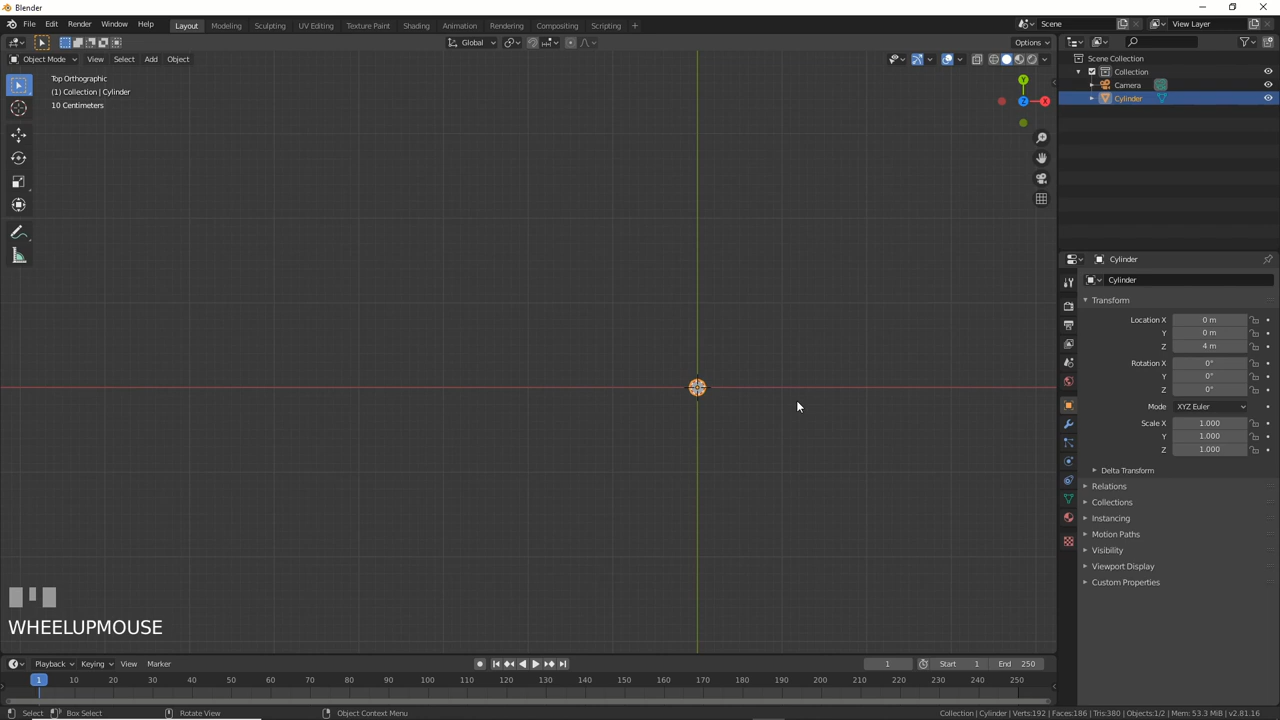 Blender
File Edit Render Window Help Layout Modeling Sculpting UV Editing Texture Paint Shading Animation Rendering Compositing Scripting + Scene View Layer
Global Options
Object Mode View Select Add Object
Top Orthographic
(1) Collection | Cylinder
10 Centimeters
Y
Z X
Scene Collection
Collection
Camera
Cylinder
Cylinder
Cylinder
Transform
Location X 0 m
Y 0 m
Z 4 m
Rotation X 0°
Y 0°
Z 0°
Mode XYZ Euler
Scale X 1.000
Y 1.000
Z 1.000
Delta Transform
Relations
Collections
Instancing
Motion Paths
Visibility
Viewport Display
Custom Properties
WHEELUPMOUSE
Playback Keying View Marker 1 Start 1 End 250
1 10 20 30 40 50 60 70 80 90 100 110 120 130 140 150 160 170 180 190 200 210 220 230 240 250
Select Box Select Rotate View Object Context Menu Collection | Cylinder | Verts:192 | Faces:186 | Tris:380 | Objects:1/2 | Mem: 53.3 MiB | v2.81.16